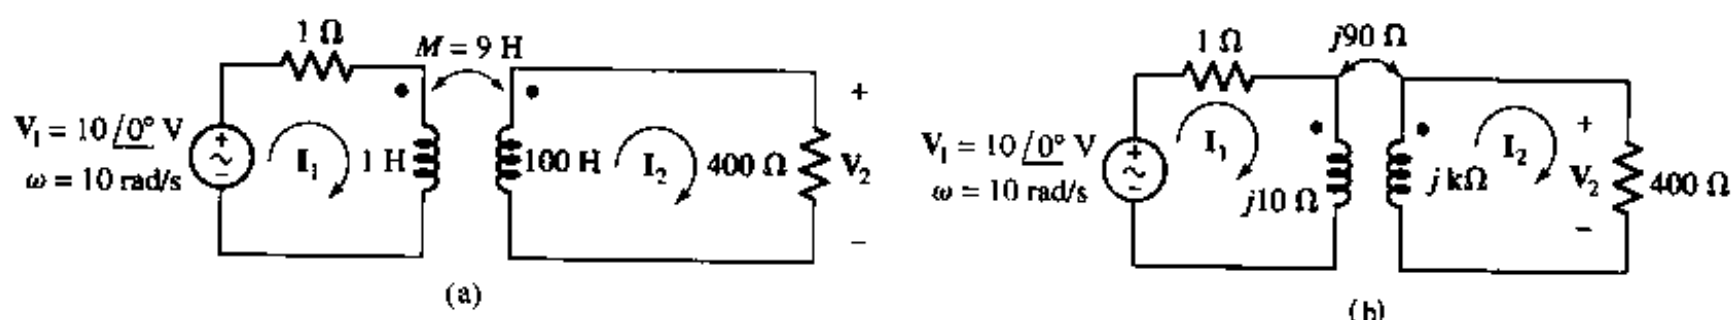 1 Ω
M = 9 H
V₁ = 10 /0° V
ω = 10 rad/s
+
~
−
I₁
1 H
100 H
I₂
400 Ω
+
V₂
−
(a)
1 Ω
j90 Ω
V₁ = 10 /0° V
ω = 10 rad/s
+
~
−
I₁
j10 Ω
j kΩ
I₂
+
V₂
−
400 Ω
(b)